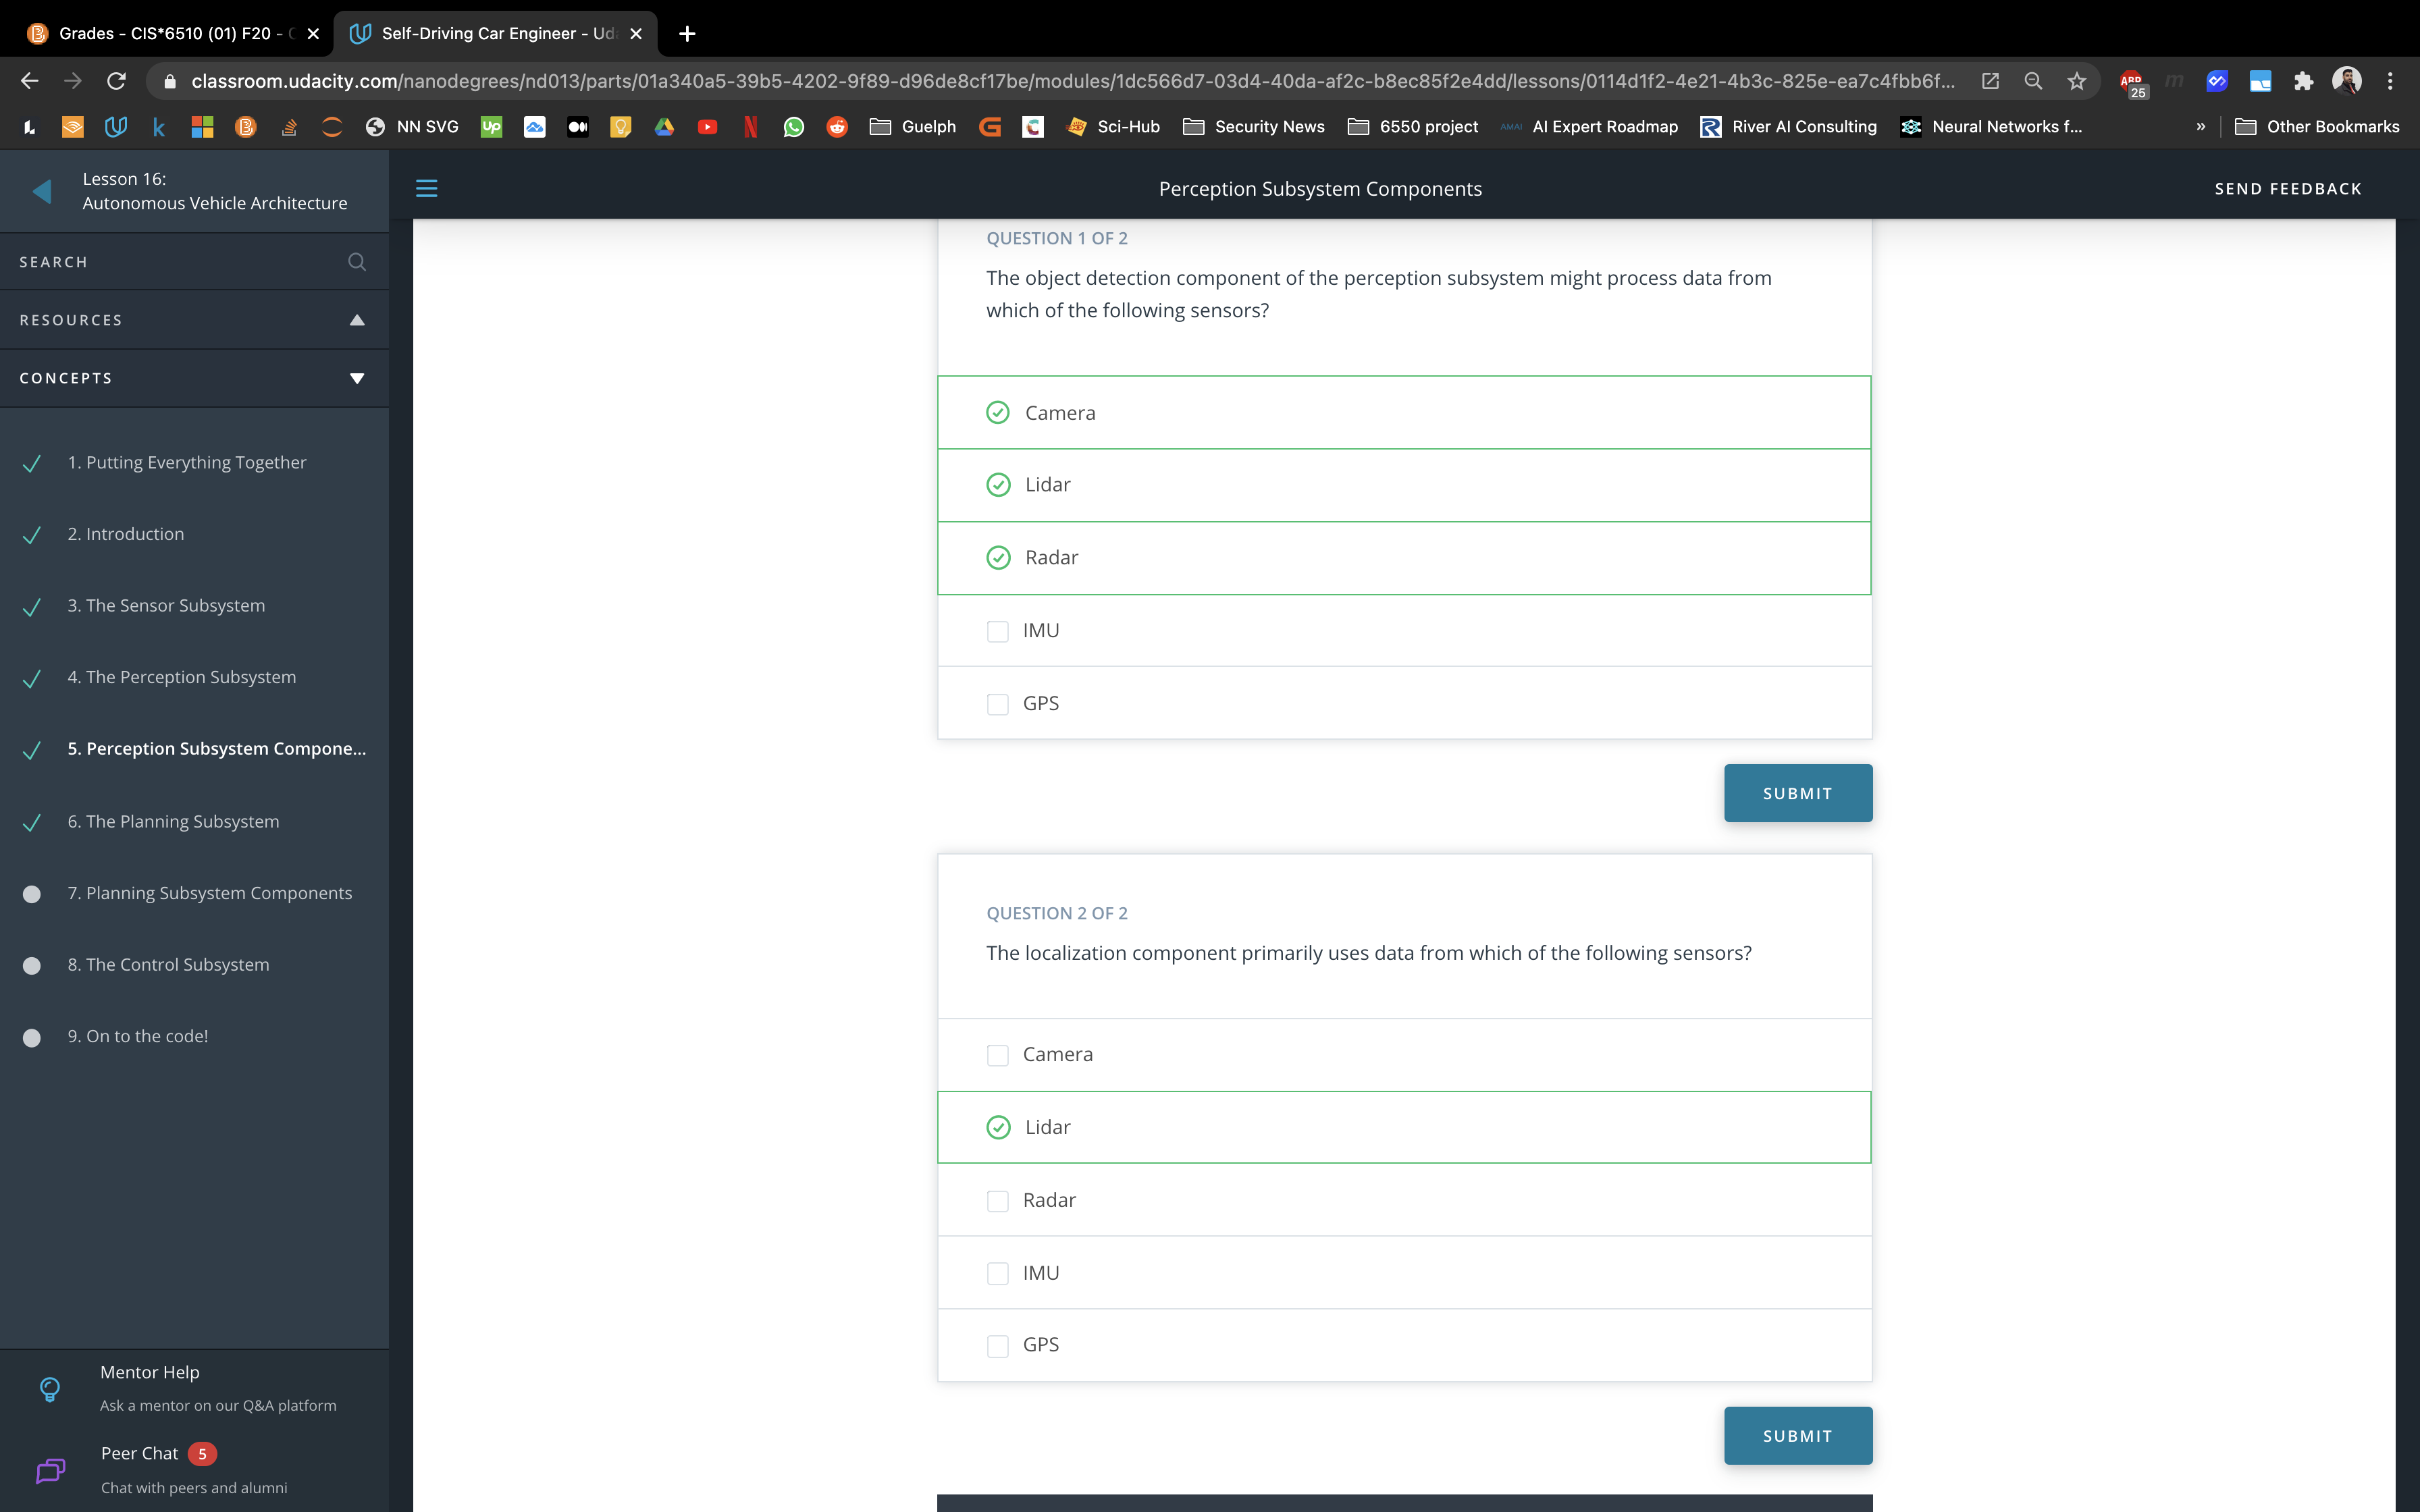 Grades - CIS*6510 (01) F20 -
Self-Driving Car Engineer - Ud
classroom.udacity.com/nanodegrees/nd013/parts/01a340a5-39b5-4202-9f89-d96de8cf17be/modules/1dc566d7-03d4-40da-af2c-b8ec85f2e4dd/lessons/0114d1f2-4e21-4b3c-825e-ea7c4fbb6f...
ABP
25
NN SVG
Up
Guelph
Sci-Hub
Security News
6550 project
AMAI
AI Expert Roadmap
River AI Consulting
Neural Networks f...
»
Other Bookmarks
Lesson 16:
Autonomous Vehicle Architecture
Perception Subsystem Components
SEND FEEDBACK
SEARCH
RESOURCES
CONCEPTS
1. Putting Everything Together
2. Introduction
3. The Sensor Subsystem
4. The Perception Subsystem
5. Perception Subsystem Compone...
6. The Planning Subsystem
7. Planning Subsystem Components
8. The Control Subsystem
9. On to the code!
Mentor Help
Ask a mentor on our Q&A platform
Peer Chat 5
Chat with peers and alumni
QUESTION 1 OF 2
The object detection component of the perception subsystem might process data from
which of the following sensors?
Camera
Lidar
Radar
IMU
GPS
SUBMIT
QUESTION 2 OF 2
The localization component primarily uses data from which of the following sensors?
Camera
Lidar
Radar
IMU
GPS
SUBMIT